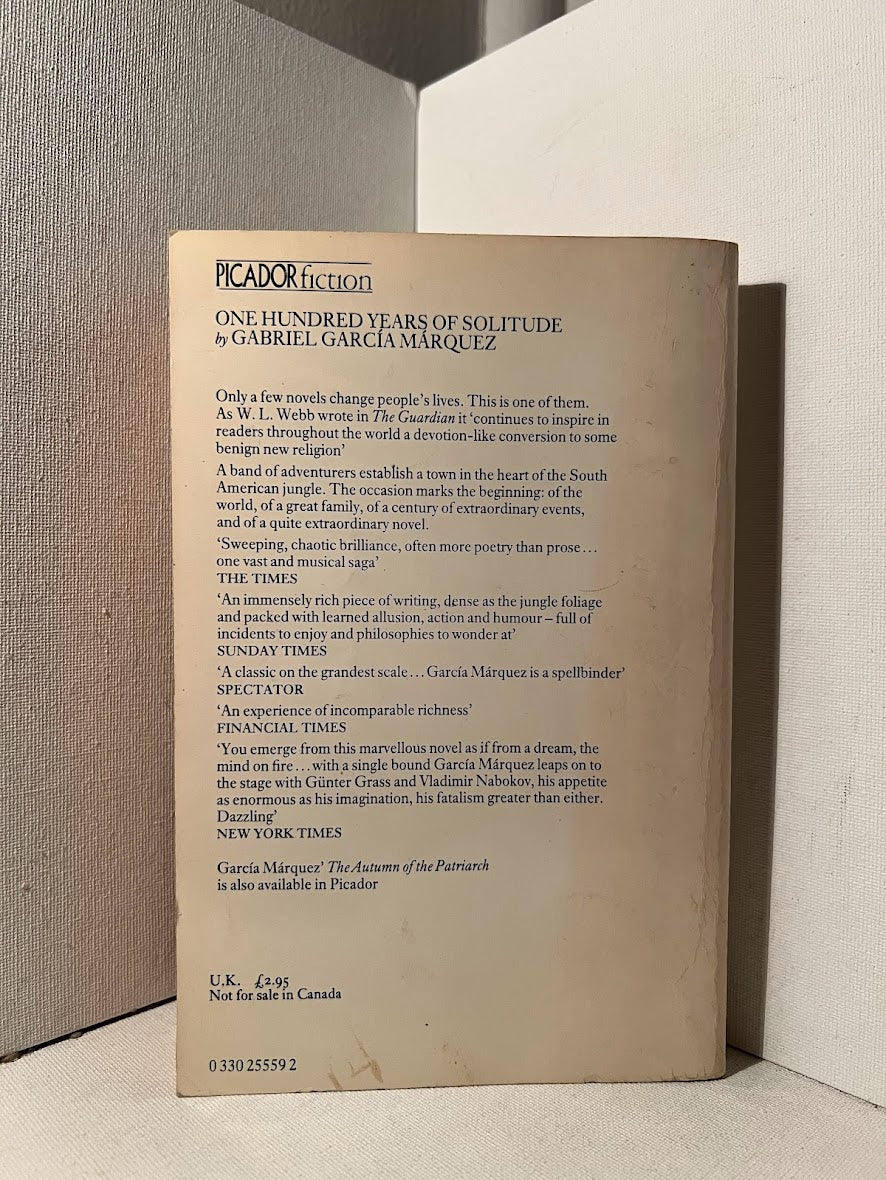 PICADOR fiction
ONE HUNDRED YEARS OF SOLITUDE
by GABRIEL GARCÍA MÁRQUEZ
Only a few novels change people's lives. This is one of them.
As W. L. Webb wrote in The Guardian it ‘continues to inspire in
readers throughout the world a devotion-like conversion to some
benign new religion’
A band of adventurers establish a town in the heart of the South
American jungle. The occasion marks the beginning: of the
world, of a great family, of a century of extraordinary events,
and of a quite extraordinary novel.
‘Sweeping, chaotic brilliance, often more poetry than prose...
one vast and musical saga’
THE TIMES
‘An immensely rich piece of writing, dense as the jungle foliage
and packed with learned allusion, action and humour – full of
incidents to enjoy and philosophies to wonder at’
SUNDAY TIMES
‘A classic on the grandest scale... García Márquez is a spellbinder’
SPECTATOR
‘An experience of incomparable richness’
FINANCIAL TIMES
‘You emerge from this marvellous novel as if from a dream, the
mind on fire... with a single bound García Márquez leaps on to
the stage with Günter Grass and Vladimir Nabokov, his appetite
as enormous as his imagination, his fatalism greater than either.
Dazzling’
NEW YORK TIMES
García Márquez’ The Autumn of the Patriarch
is also available in Picador
U.K. £2.95
Not for sale in Canada
0 330 25559 2